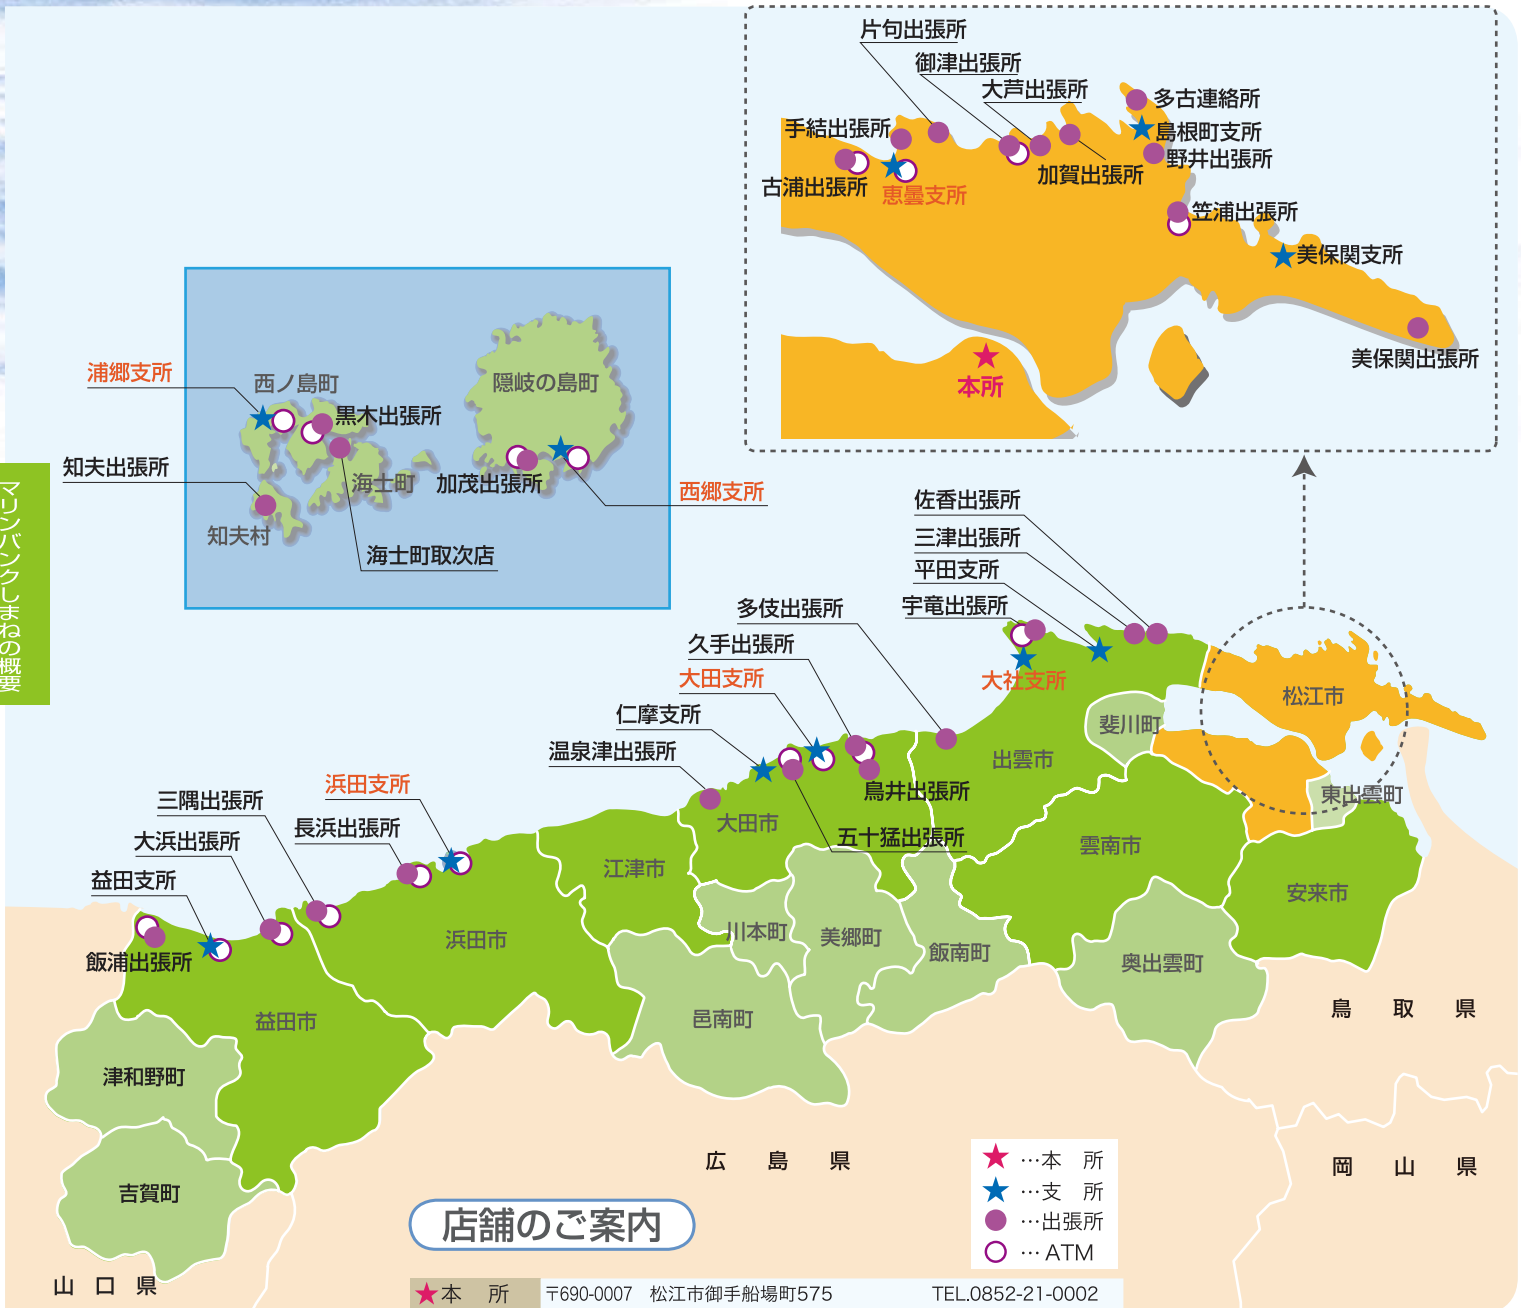 片句出張所
御津出張所
大芦出張所
多古連絡所
手結出張所
島根町支所
野井出張所
古浦出張所
恵曇支所
加賀出張所
笠浦出張所
美保関支所
美保関出張所
本所
浦郷支所
西ノ島町
隠岐の島町
黒木出張所
知夫出張所
海士町
加茂出張所
西郷支所
知夫村
海士町取次店
マリンバンクしまねの概要
佐香出張所
三津出張所
平田支所
宇竜出張所
多伎出張所
久手出張所
大田支所
大社支所
仁摩支所
温泉津出張所
松江市
斐川町
出雲市
鳥井出張所
東出雲町
浜田支所
三隅出張所
長浜出張所
大浜出張所
益田支所
大田市
五十猛出張所
雲南市
江津市
安来市
川本町
美郷町
浜田市
飯南町
飯浦出張所
奥出雲町
益田市
邑南町
鳥 取 県
津和野町
広 島 県
岡 山 県
吉賀町
山 口 県
★…本 所
★…支 所
●…出張所
○…ATM
店舗のご案内
★本 所 〒690-0007 松江市御手船場町575 TEL.0852-21-0002